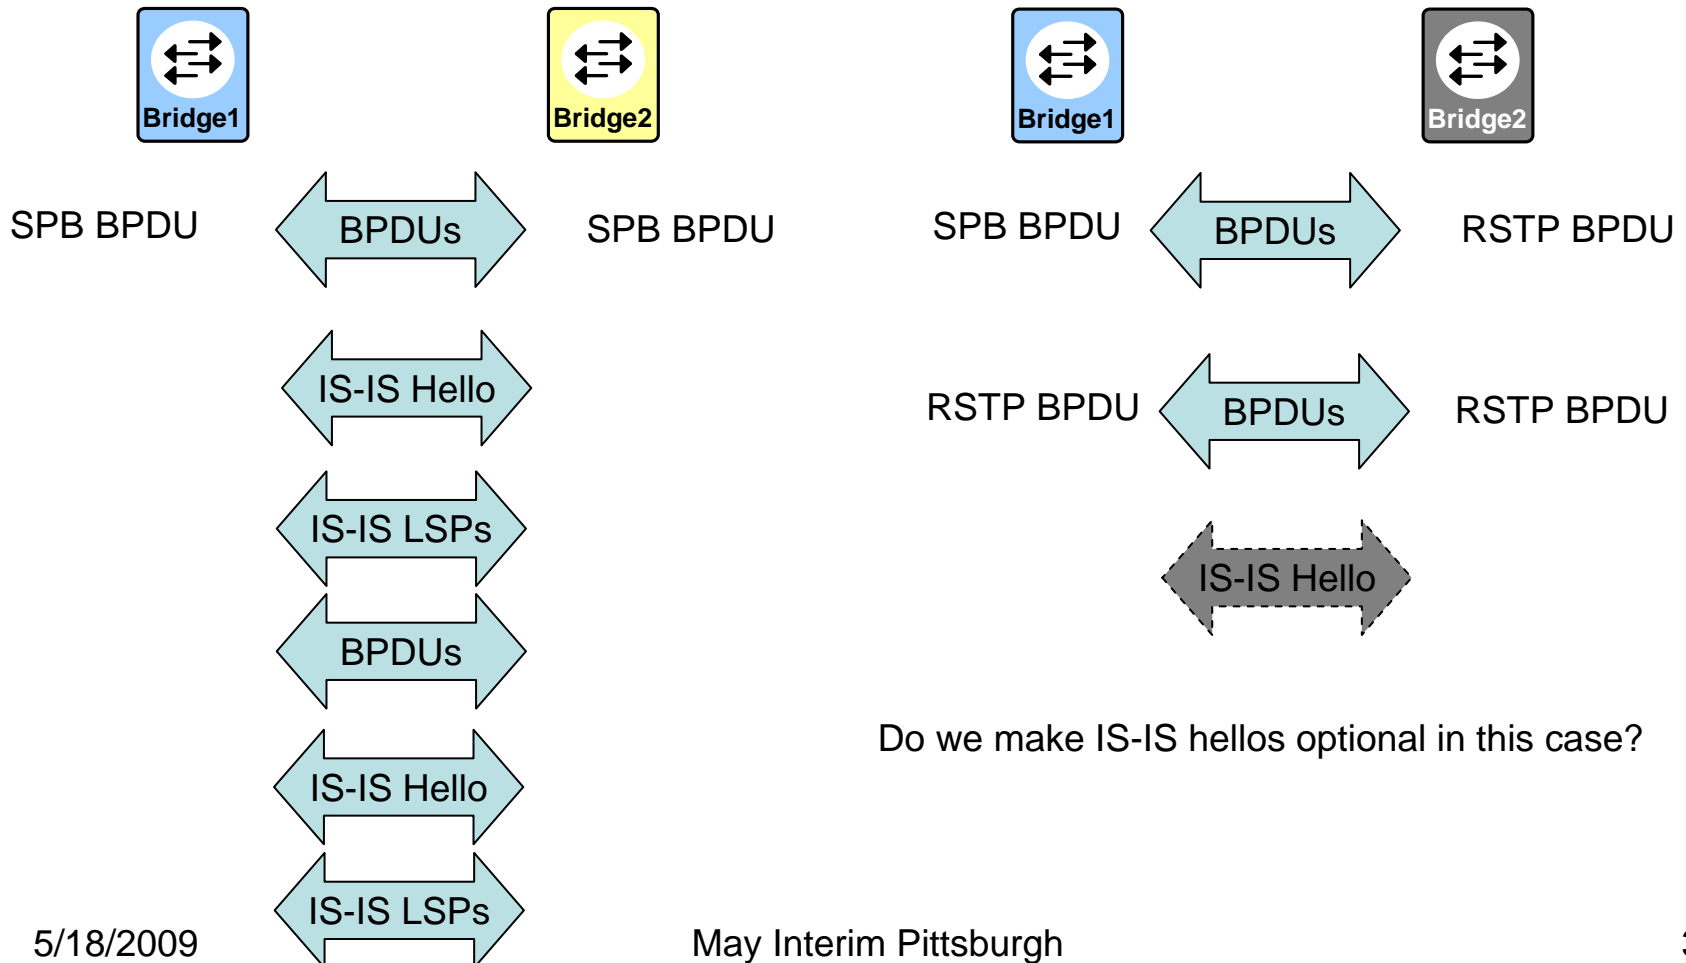 Bridge1
Bridge2
SPB BPDU
BPDUs
SPB BPDU
IS-IS Hello
IS-IS LSPs
BPDUs
IS-IS Hello
IS-IS LSPs
Bridge1
Bridge2
SPB BPDU
BPDUs
RSTP BPDU
RSTP BPDU
BPDUs
RSTP BPDU
IS-IS Hello
Do we make IS-IS hellos optional in this case?
5/18/2009
May Interim Pittsburgh